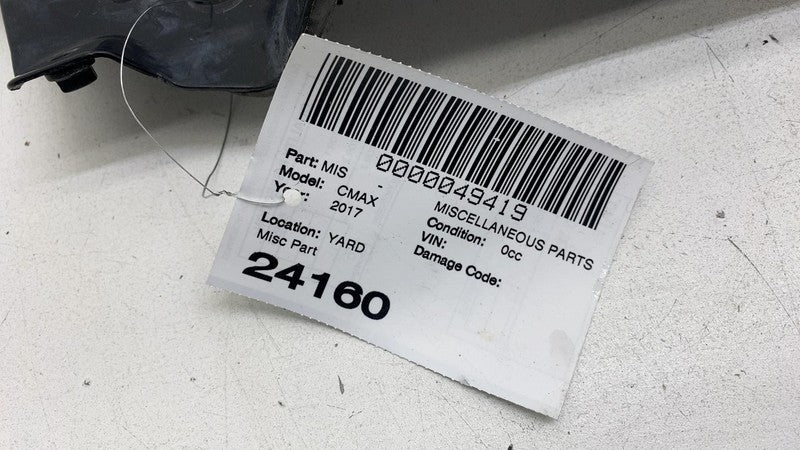 0000049419
Part: MIS - MISCELLANEOUS PARTS
Model: CMAX Condition: 0cc
Year: 2017 VIN:
Location: YARD Damage Code:
Misc Part
24160